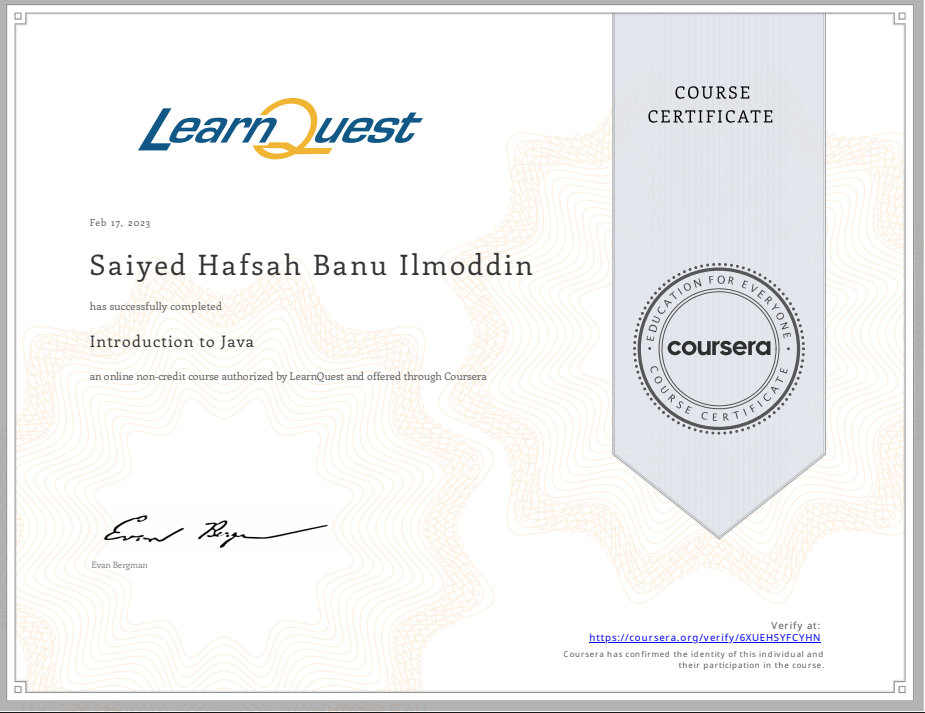 LearnQuest
COURSE
CERTIFICATE
Feb 17, 2023
Saiyed Hafsah Banu Ilmoddin
has successfully completed
Introduction to Java
an online non-credit course authorized by LearnQuest and offered through Coursera
EDUCATION FOR EVERYONE
coursera
COURSE CERTIFICATE
Evan Bergman
Evan Bergman
Verify at:
https://coursera.org/verify/6XUEHSYFCYHN
Coursera has confirmed the identity of this individual and
their participation in the course.